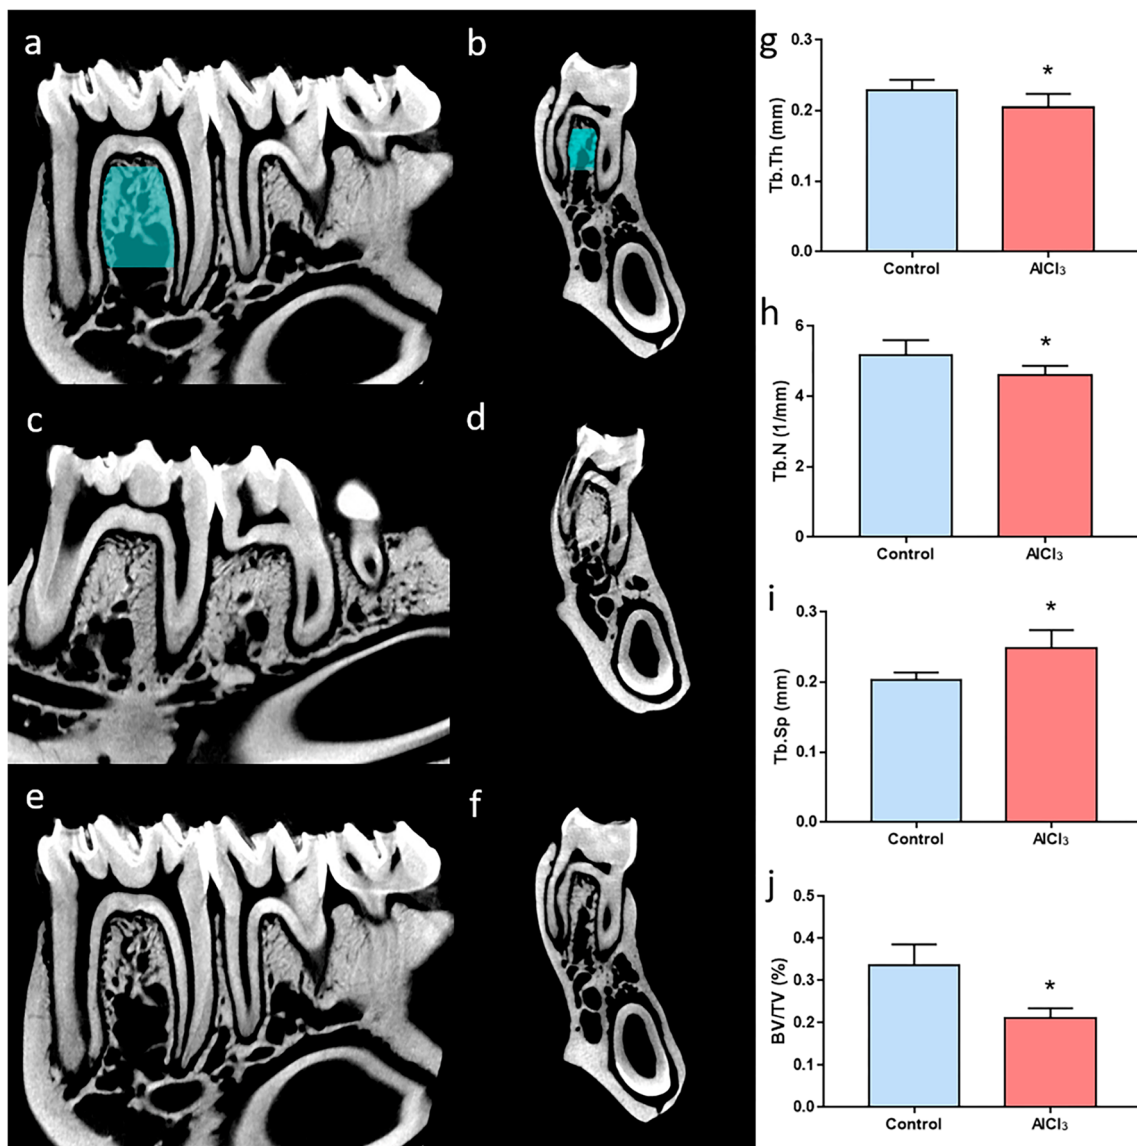 a
b
c
d
e
f
g
0.3
0.2
0.1
0.0
Tb.Th (mm)
*
Control
AlCl₃
h
6
4
2
0
Tb.N (1/mm)
*
Control
AlCl₃
i
0.3
0.2
0.1
0.0
Tb.Sp (mm)
*
Control
AlCl₃
j
0.5
0.4
0.3
0.2
0.1
0.0
BV/TV (%)
*
Control
AlCl₃